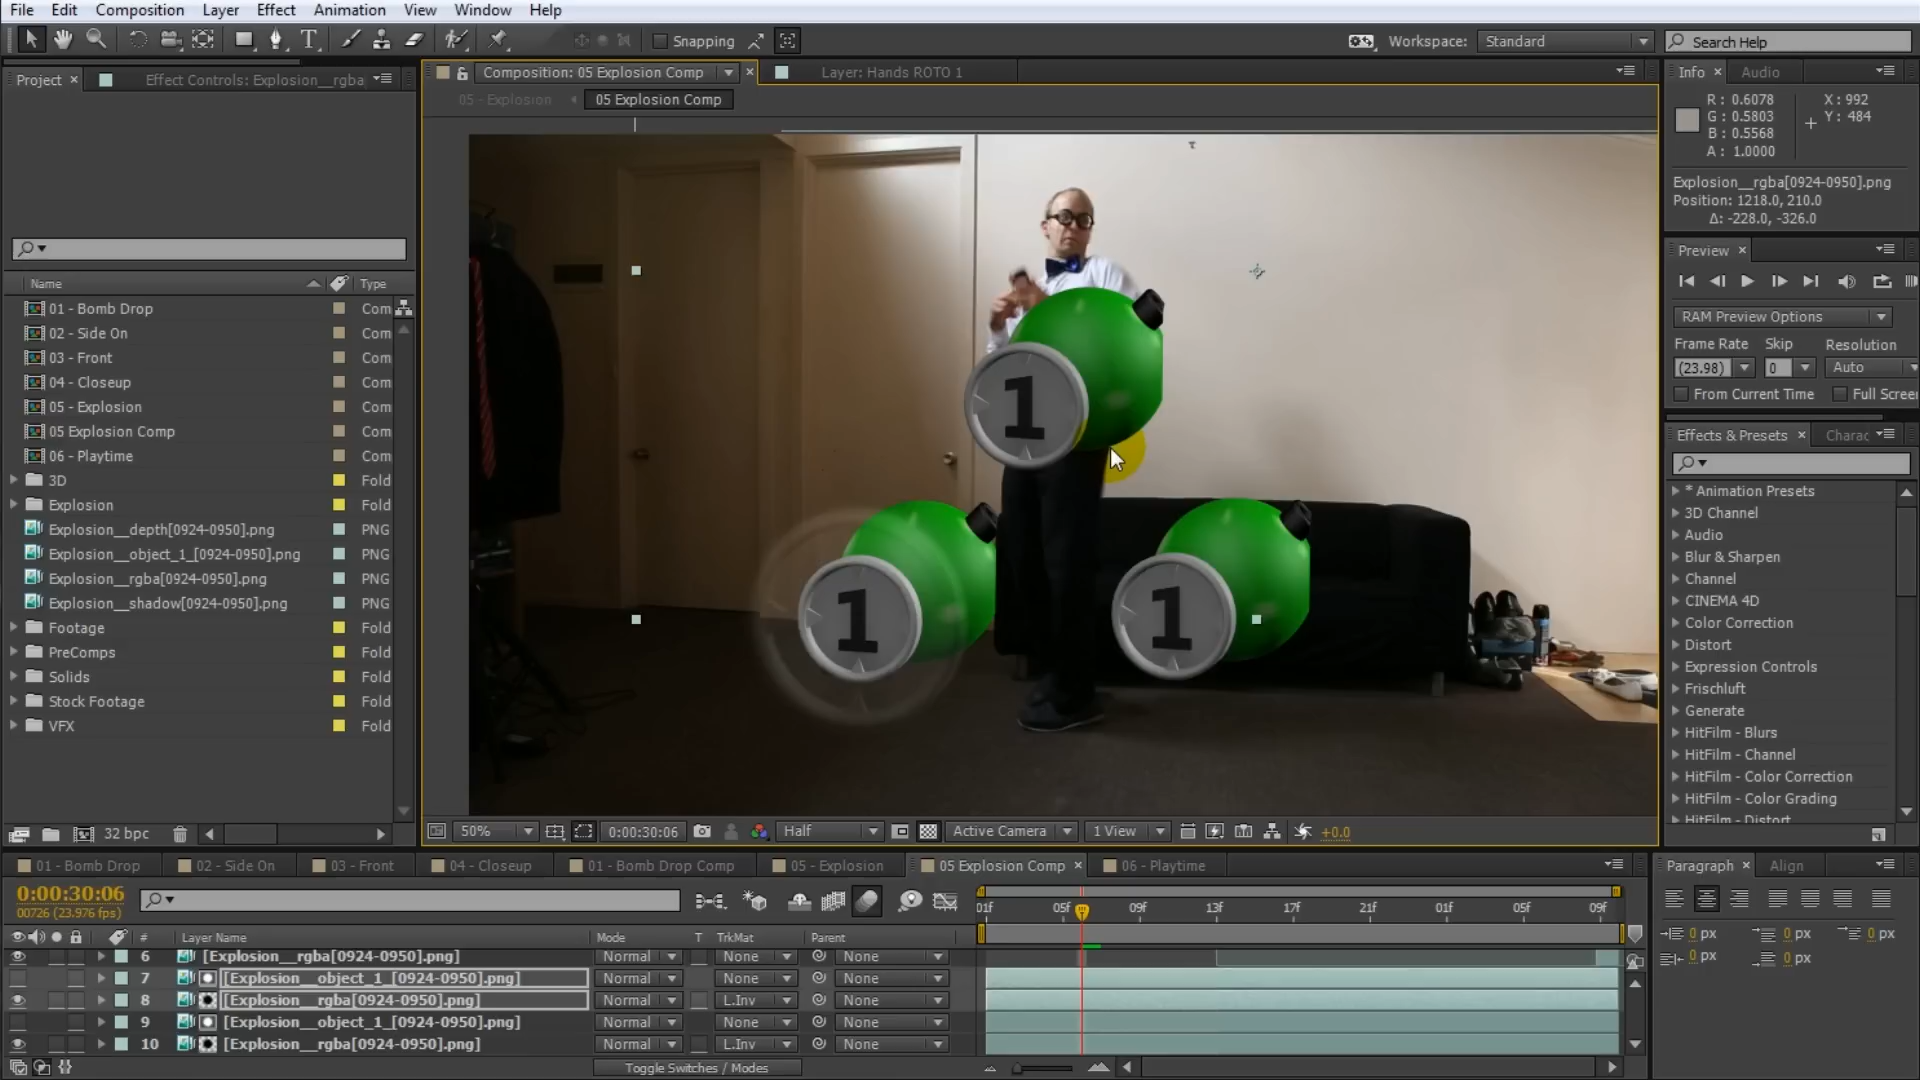 File Edit Composition Layer Effect Animation View Window Help
Snapping
Workspace: Standard
Search Help
Project
Effect Controls: Explosion__rgba
Composition: 05 Explosion Comp
Layer: Hands ROTO 1
05 - Explosion
05 Explosion Comp
Info
Audio
R: 0.6078
G: 0.5803
B: 0.5568
A: 1.0000
X: 992
Y: 484
Explosion__rgba[0924-0950].png
Position: 1218.0, 210.0
Δ: -228.0, -326.0
Preview
RAM Preview Options
Frame Rate Skip Resolution
(23.98) 0 Auto
From Current Time Full Screen
Effects & Presets
Charac
* Animation Presets
3D Channel
Audio
Blur & Sharpen
Channel
CINEMA 4D
Color Correction
Distort
Expression Controls
Frischluft
Generate
HitFilm - Blurs
HitFilm - Channel
HitFilm - Color Correction
HitFilm - Color Grading
HitFilm - Distort
Name Type
01 - Bomb Drop Com
02 - Side On Com
03 - Front Com
04 - Closeup Com
05 - Explosion Com
05 Explosion Comp Com
06 - Playtime Com
3D Fold
Explosion Fold
Explosion__depth[0924-0950].png PNG
Explosion__object_1_[0924-0950].png PNG
Explosion__rgba[0924-0950].png PNG
Explosion__shadow[0924-0950].png PNG
Footage Fold
PreComps Fold
Solids Fold
Stock Footage Fold
VFX Fold
32 bpc
1
1
1
50%
0:00:30:06
Half
Active Camera
1 View
+0.0
01 - Bomb Drop
02 - Side On
03 - Front
04 - Closeup
01 - Bomb Drop Comp
05 - Explosion
05 Explosion Comp
06 - Playtime
0:00:30:06
00726 (23.976 fps)
01f 05f 09f 13f 17f 21f 01f 05f 09f
# Layer Name Mode T TrkMat Parent
6 [Explosion__rgba[0924-0950].png] Normal None None
7 [Explosion__object_1_[0924-0950].png] Normal None None
8 [Explosion__rgba[0924-0950].png] Normal L.Inv None
9 [Explosion__object_1_[0924-0950].png] Normal None None
10 [Explosion__rgba[0924-0950].png] Normal L.Inv None
Toggle Switches / Modes
Paragraph
Align
0 px 0 px 0 px
0 px 0 px